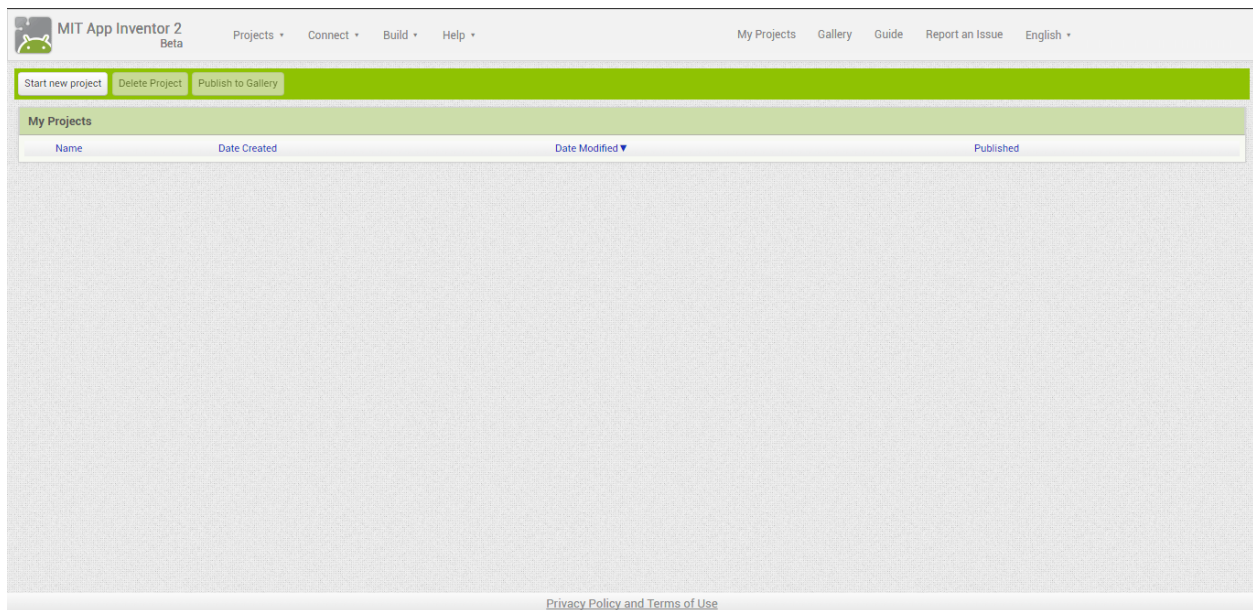 MIT App Inventor 2
Beta
Projects ▾ Connect ▾ Build ▾ Help ▾ My Projects Gallery Guide Report an Issue English ▾
Start new project Delete Project Publish to Gallery
My Projects
Name Date Created Date Modified▼ Published
Privacy Policy and Terms of Use